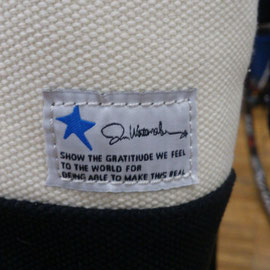 SHOW THE GRATITUDE WE FEEL
TO THE WORLD FOR
BEING ABLE TO MAKE THIS REAL